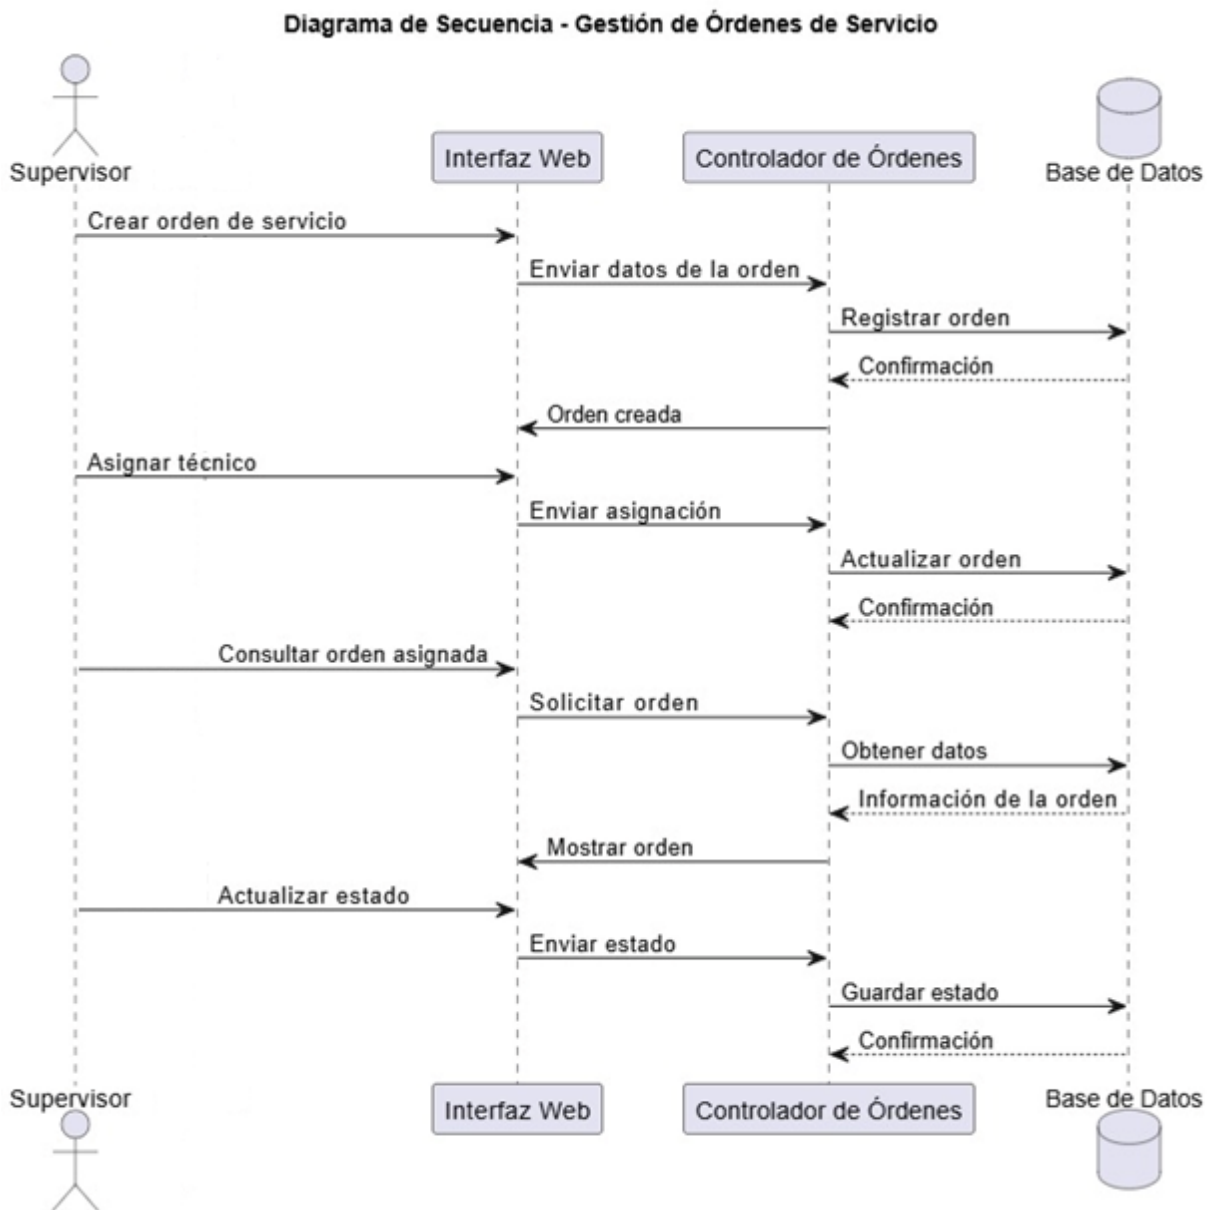 Diagrama de Secuencia - Gestión de Órdenes de Servicio
Supervisor
Interfaz Web
Controlador de Órdenes
Base de Datos
Crear orden de servicio
Enviar datos de la orden
Registrar orden
Confirmación
Orden creada
Asignar técnico
Enviar asignación
Actualizar orden
Confirmación
Consultar orden asignada
Solicitar orden
Obtener datos
Información de la orden
Mostrar orden
Actualizar estado
Enviar estado
Guardar estado
Confirmación
Supervisor
Interfaz Web
Controlador de Órdenes
Base de Datos